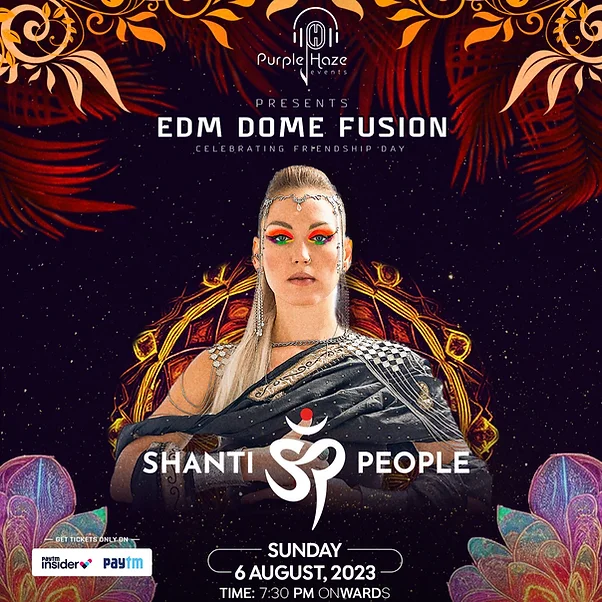 Purple Haze
events
PRESENTS
EDM DOME FUSION
CELEBRATING FRIENDSHIP DAY
SHANTI SP PEOPLE
GET TICKETS ONLY ON
paytm
insider
paytm
SUNDAY
6 AUGUST, 2023
TIME: 7:30 PM ONWARDS